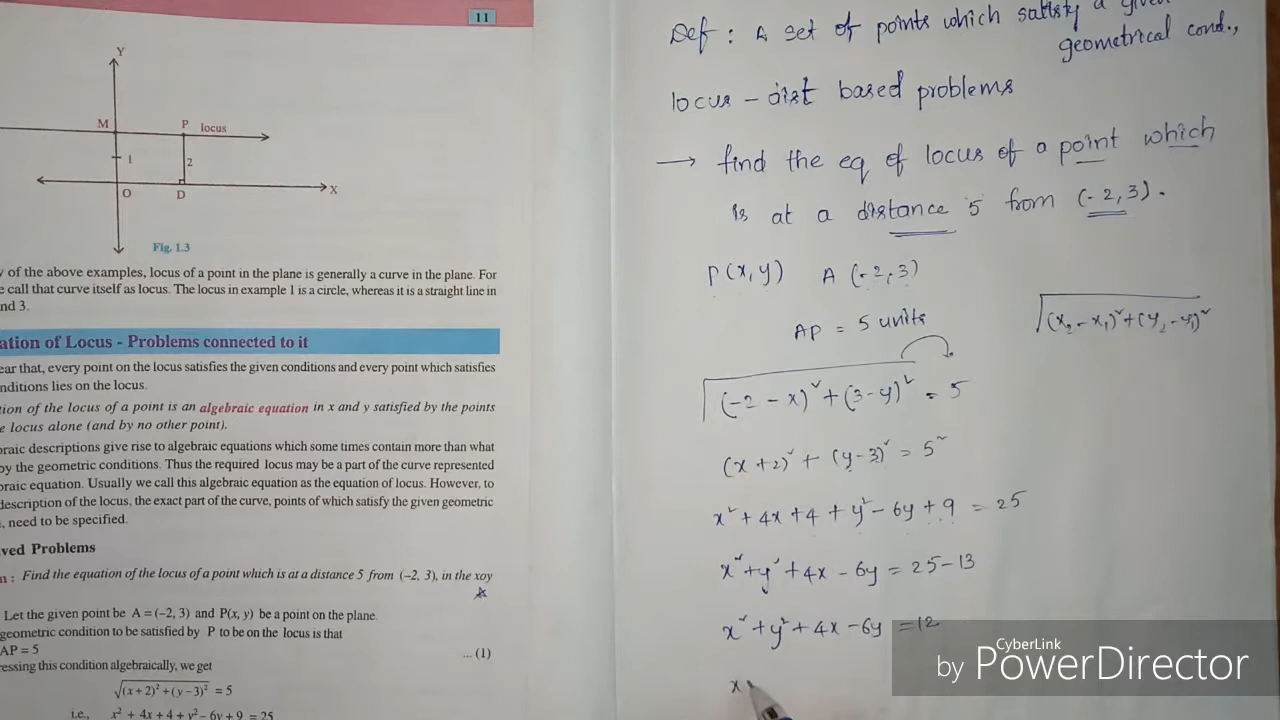 11
Y
M
P
locus
1
2
O
D
X
Fig. 1.3
of the above examples, locus of a point in the plane is generally a curve in the plane. For
call that curve itself as locus. The locus in example 1 is a circle, whereas it is a straight line in
nd 3.
ation of Locus - Problems connected to it
ear that, every point on the locus satisfies the given conditions and every point which satisfies
nditions lies on the locus.
tion of the locus of a point is an algebraic equation in x and y satisfied by the points
e locus alone (and by no other point).
braic descriptions give rise to algebraic equations which some times contain more than what
by the geometric conditions. Thus the required locus may be a part of the curve represented
braic equation. Usually we call this algebraic equation as the equation of locus. However, to
description of the locus, the exact part of the curve, points of which satisfy the given geometric
, need to be specified.
ved Problems
n : Find the equation of the locus of a point which is at a distance 5 from (–2, 3), in the xoy
Let the given point be A = (–2, 3) and P(x, y) be a point on the plane.
geometric condition to be satisfied by P to be on the locus is that
AP = 5 ... (1)
ressing this condition algebraically, we get
√(x+2)² + (y–3)² = 5
i.e., x² + 4x + 4 + y² – 6y + 9 = 25
Def : A set of points which satisfy a given
geometrical cond.,
locus - dist based problems
→ find the eq of locus of a point which
is at a distance 5 from (-2,3).
P(x,y) A (-2,3)
AP = 5 units
√(x₂-x₁)²+(y₂-y₁)²
√(-2-x)²+(3-y)² = 5
(x+2)² + (y-3)² = 5²
x²+4x+4+y²-6y+9 = 25
x²+y²+4x-6y = 25-13
x²+y²+4x-6y =12
x
CyberLink
by PowerDirector